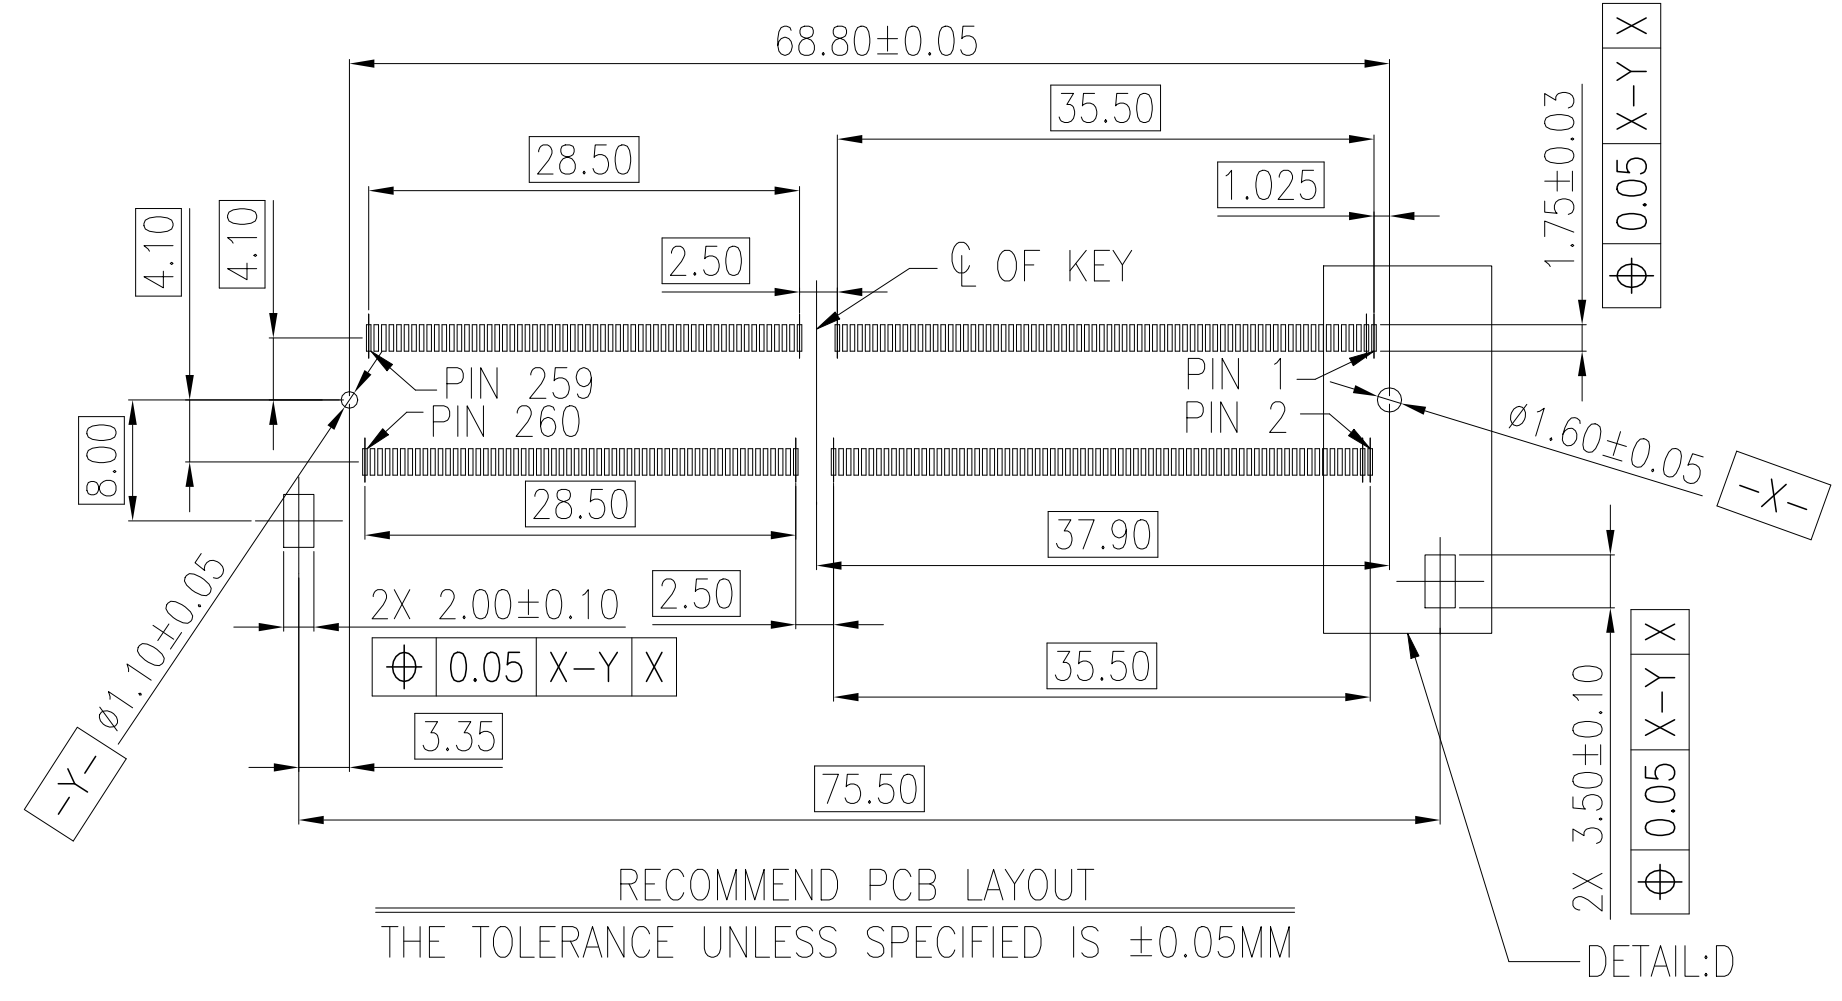 68.80±0.05
35.50
28.50
1.025
4.10
4.10
2.50
℄ OF KEY
1.75±0.03
⌖ 0.05 X-Y X
PIN 259
PIN 260
PIN 1
PIN 2
8.00
ø1.60±0.05
-X-
28.50
37.90
ø1.10±0.05
-Y-
2X 2.00±0.10
⌖ 0.05 X-Y X
2.50
35.50
3.35
75.50
2X 3.50±0.10
⌖ 0.05 X-Y X
RECOMMEND PCB LAYOUT
THE TOLERANCE UNLESS SPECIFIED IS ±0.05MM
DETAIL:D